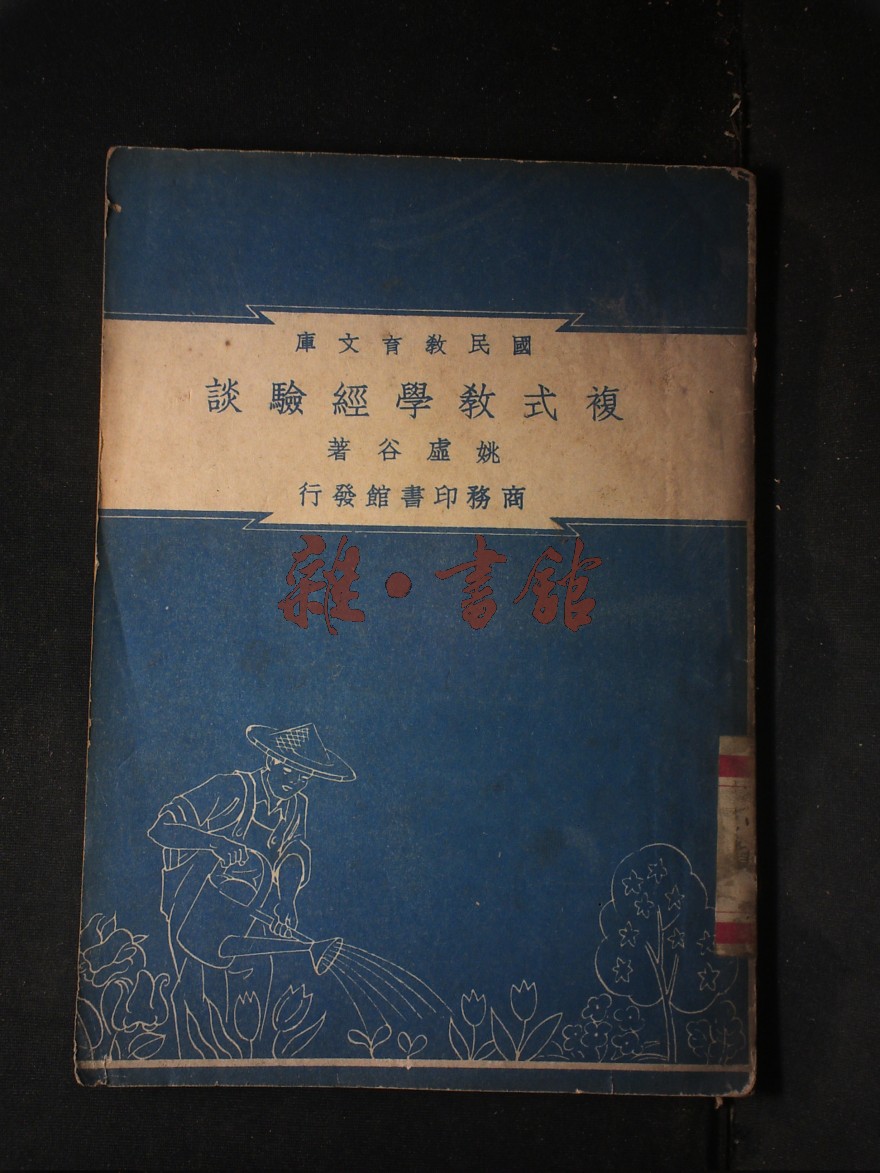 國民教育文庫
複式教學經驗談
姚虛谷著
商務印書館發行
雜•書館